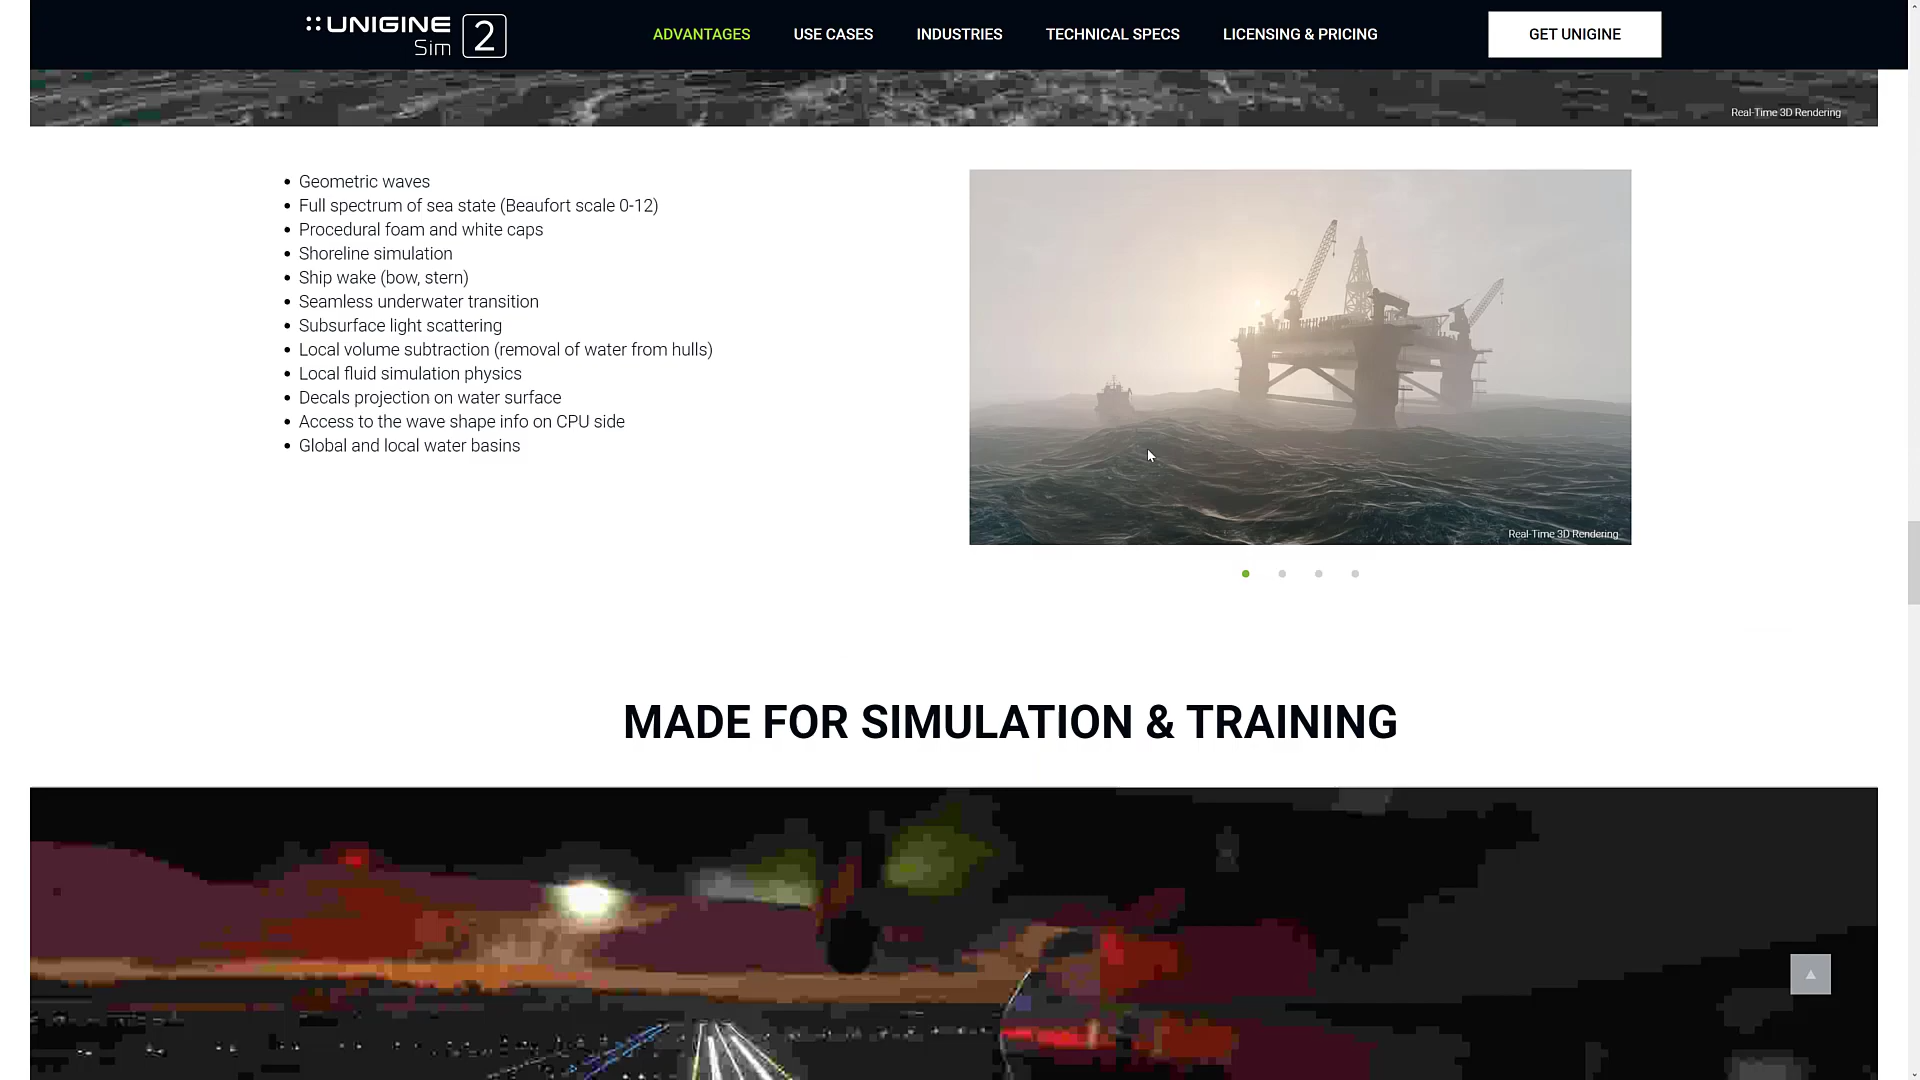 UNIGINE
Sim 2
ADVANTAGES
USE CASES
INDUSTRIES
TECHNICAL SPECS
LICENSING & PRICING
GET UNIGINE
Real-Time 3D Rendering
Geometric waves
Full spectrum of sea state (Beaufort scale 0-12)
Procedural foam and white caps
Shoreline simulation
Ship wake (bow, stern)
Seamless underwater transition
Subsurface light scattering
Local volume subtraction (removal of water from hulls)
Local fluid simulation physics
Decals projection on water surface
Access to the wave shape info on CPU side
Global and local water basins
Real-Time 3D Rendering
MADE FOR SIMULATION & TRAINING